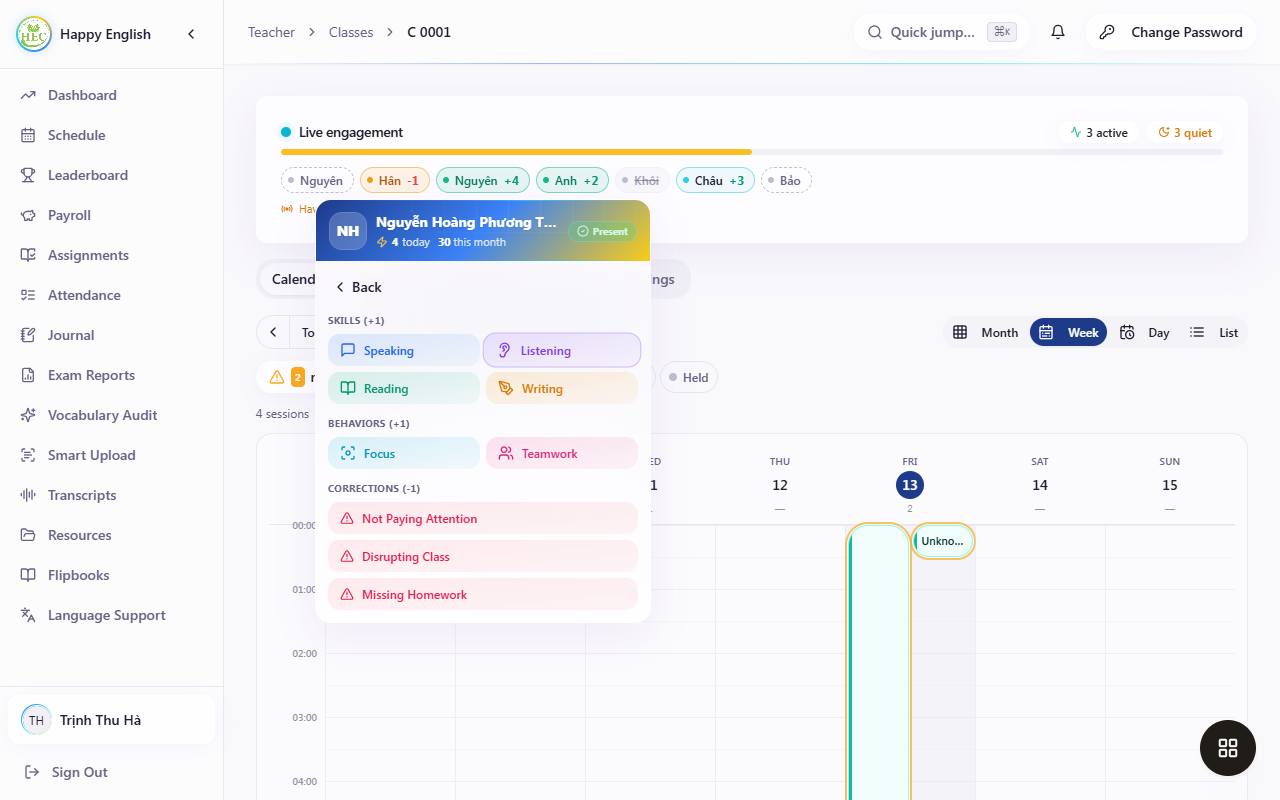 HEC
Happy English
Teacher
Classes
C 0001
Quick jump...
⌘K
Change Password
Dashboard
Schedule
Leaderboard
Payroll
Assignments
Attendance
Journal
Exam Reports
Vocabulary Audit
Smart Upload
Transcripts
Resources
Flipbooks
Language Support
TH
Trịnh Thu Hà
Sign Out
Live engagement
3 active
3 quiet
Nguyên
Hân -1
Nguyên +4
Anh +2
Khôi
Châu +3
Bảo
NH
Nguyễn Hoàng Phương T...
4 today 30 this month
Present
Back
SKILLS (+1)
Speaking
Listening
Reading
Writing
BEHAVIORS (+1)
Focus
Teamwork
CORRECTIONS (-1)
Not Paying Attention
Disrupting Class
Missing Homework
Month
Week
Day
List
2
Held
4 sessions
THU
12
—
FRI
13
2
SAT
14
—
SUN
15
—
00:00
01:00
02:00
03:00
04:00
Unkno...